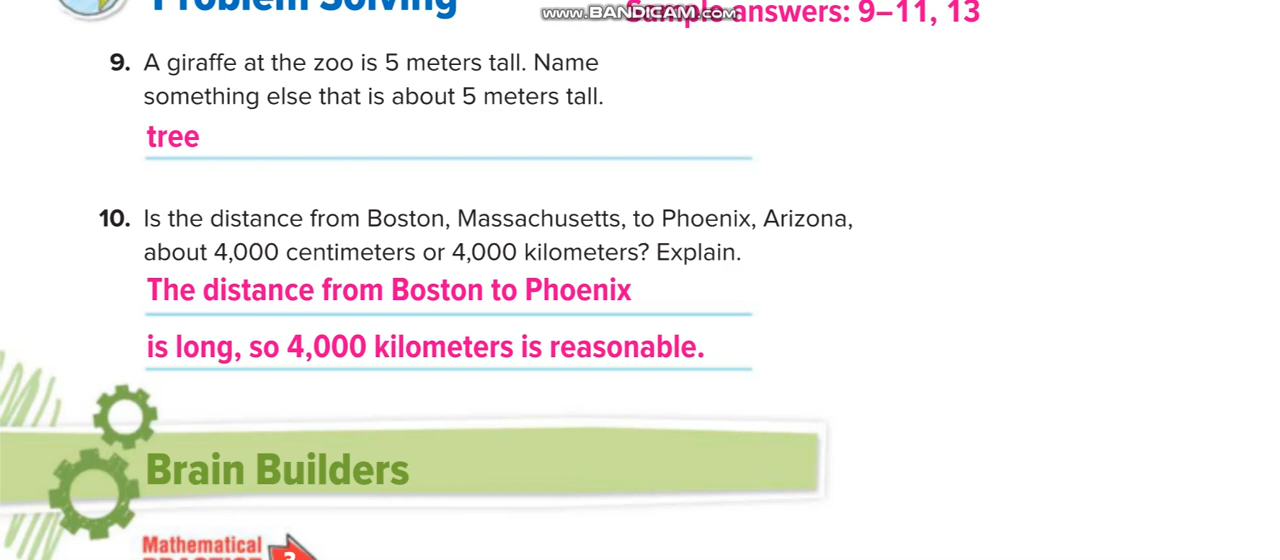 Problem Solving
www.BANDICAM.com
Sample answers: 9–11, 13
9. A giraffe at the zoo is 5 meters tall. Name
something else that is about 5 meters tall.
tree
10. Is the distance from Boston, Massachusetts, to Phoenix, Arizona,
about 4,000 centimeters or 4,000 kilometers? Explain.
The distance from Boston to Phoenix
is long, so 4,000 kilometers is reasonable.
Brain Builders
Mathematical
PRACTICE 3